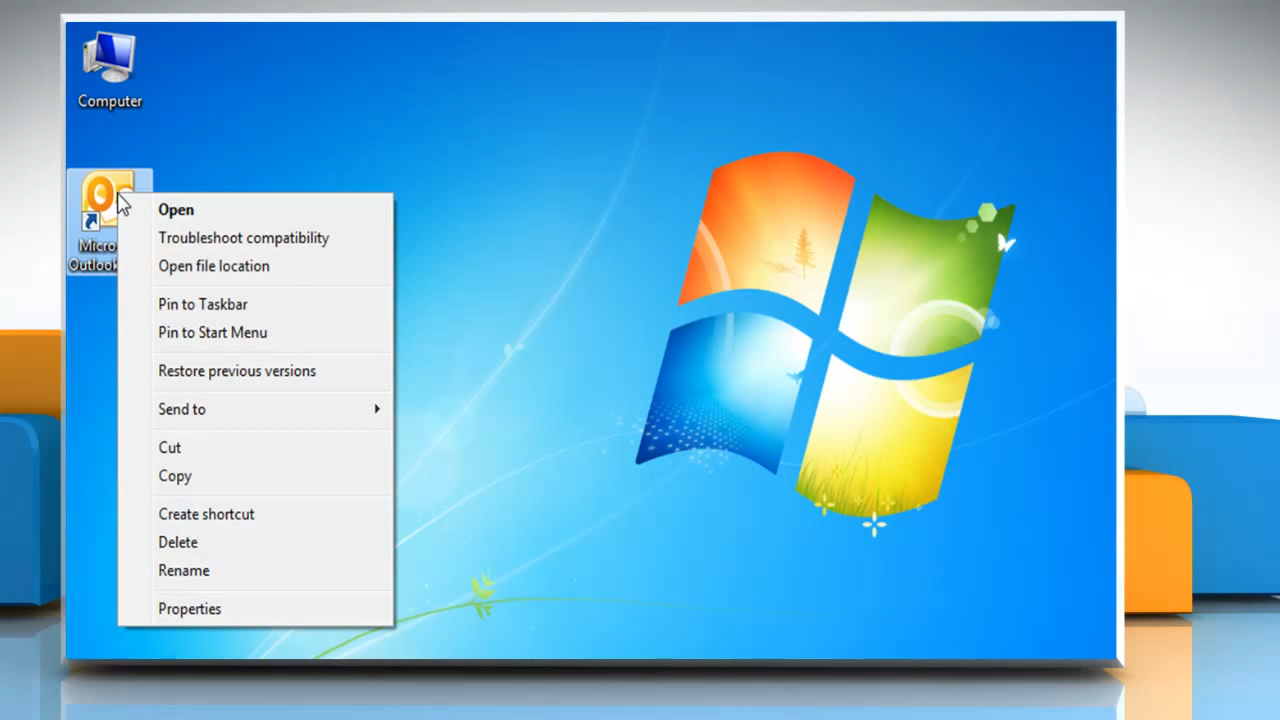 Computer
Outlook
Open
Troubleshoot compatibility
Open file location
Pin to Taskbar
Pin to Start Menu
Restore previous versions
Send to
Cut
Copy
Create shortcut
Delete
Rename
Properties